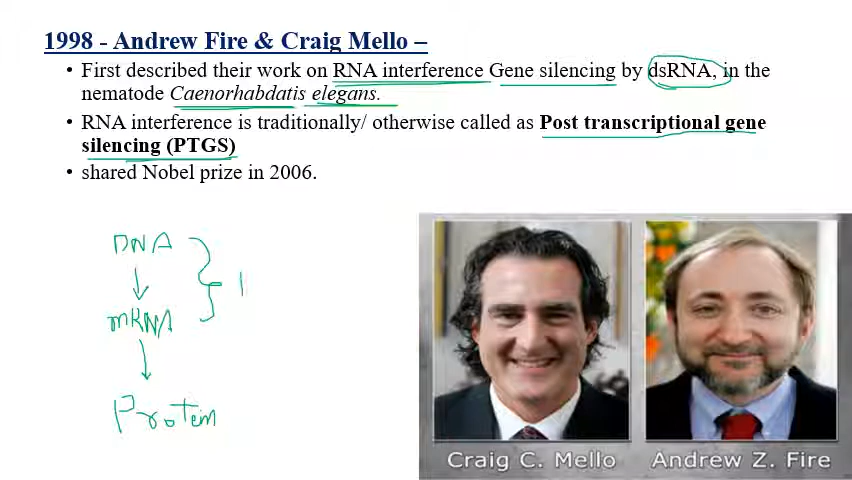 1998 - Andrew Fire & Craig Mello –
• First described their work on RNA interference Gene silencing by dsRNA, in the
nematode Caenorhabdatis elegans.
• RNA interference is traditionally/ otherwise called as Post transcriptional gene
silencing (PTGS)
• shared Nobel prize in 2006.
DNA
mRNA
Protein
Craig C. Mello
Andrew Z. Fire